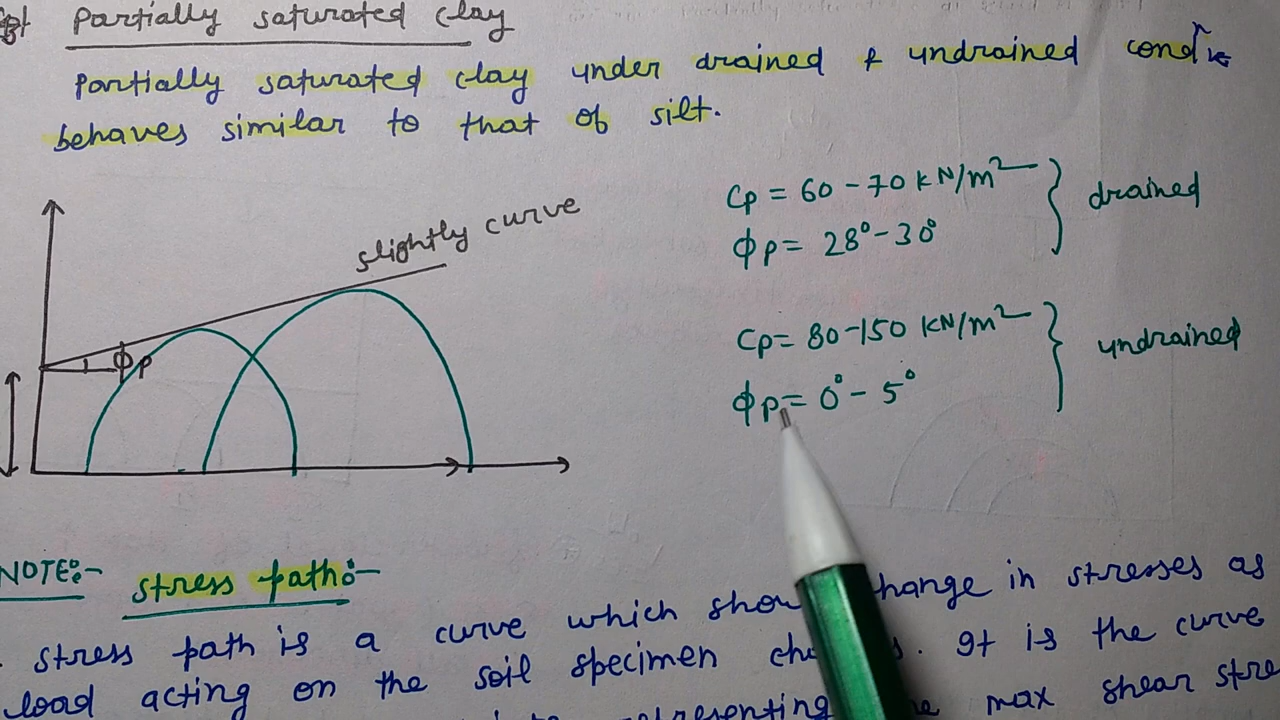 Partially saturated clay
Partially saturated clay under drained & undrained condn
behaves similar to that of silt.
slightly curve
ϕp
Cp = 60 - 70 kN/m²
ϕp = 28° - 30°
drained
Cp = 80 - 150 KN/m²
ϕp = 0° - 5°
undrained
NOTE:- stress path:-
stress path is a curve which change in stresses as
load acting on the soil specimen . It is the curve
max shear